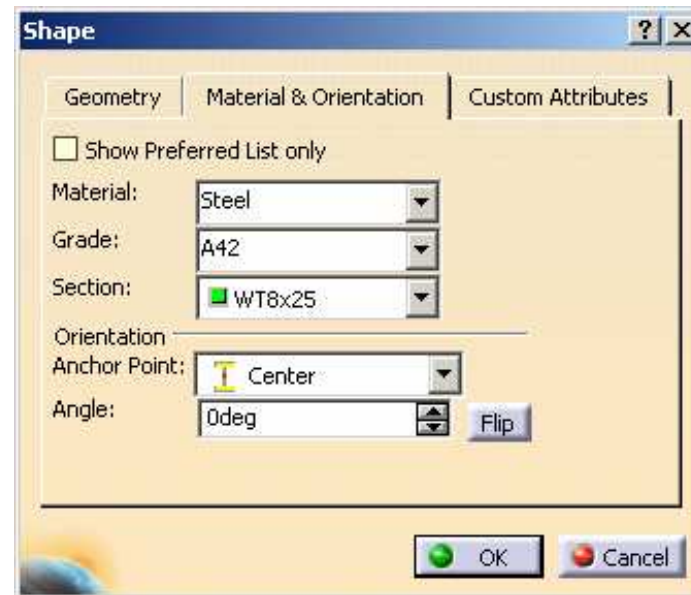 Shape
Geometry Material & Orientation Custom Attributes
Show Preferred List only
Material: Steel
Grade: A42
Section: WT8x25
Orientation
Anchor Point: Center
Angle: 0deg Flip
OK Cancel